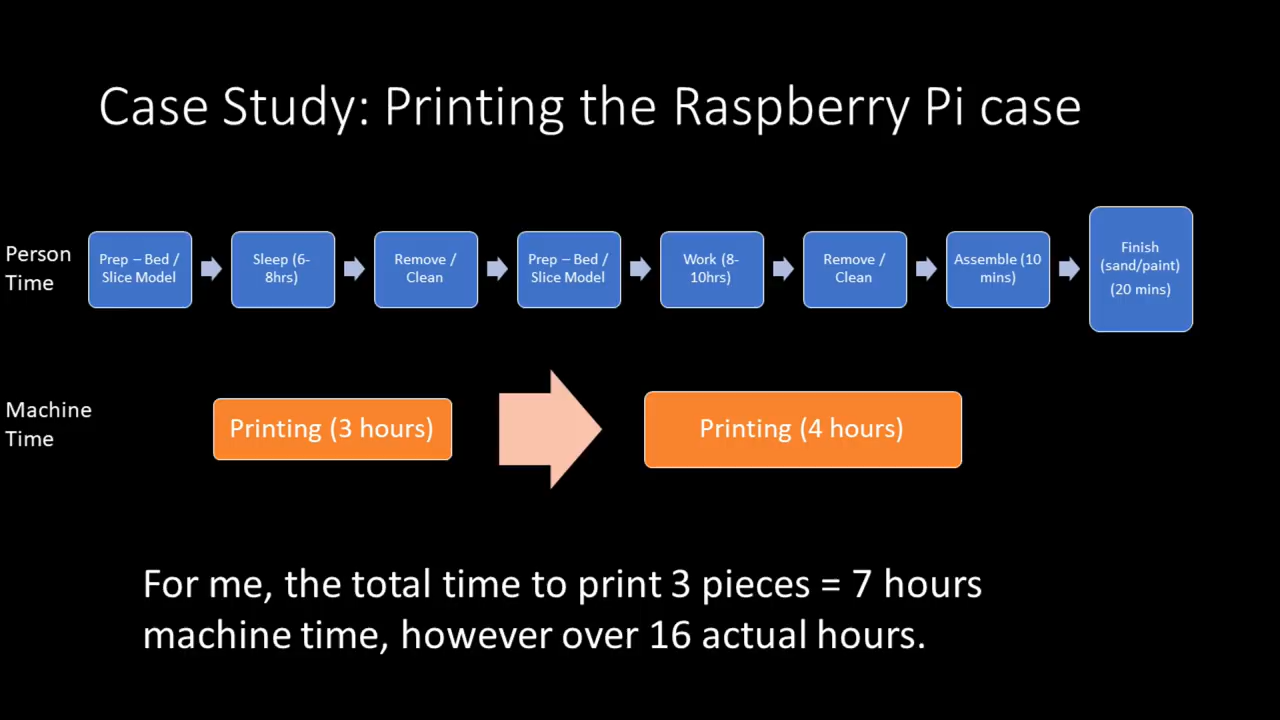 Case Study: Printing the Raspberry Pi case
Person
Time
Prep – Bed /
Slice Model
Sleep (6-
8hrs)
Remove /
Clean
Prep – Bed /
Slice Model
Work (8-
10hrs)
Remove /
Clean
Assemble (10
mins)
Finish
(sand/paint)
(20 mins)
Machine
Time
Printing (3 hours)
Printing (4 hours)
For me, the total time to print 3 pieces = 7 hours
machine time, however over 16 actual hours.